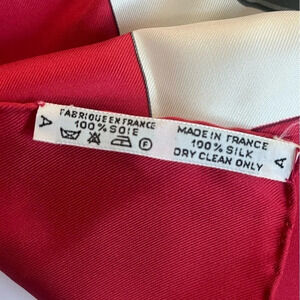 A
FABRIQUE EN FRANCE
100% SOIE
F
MADE IN FRANCE
100% SILK
DRY CLEAN ONLY
A